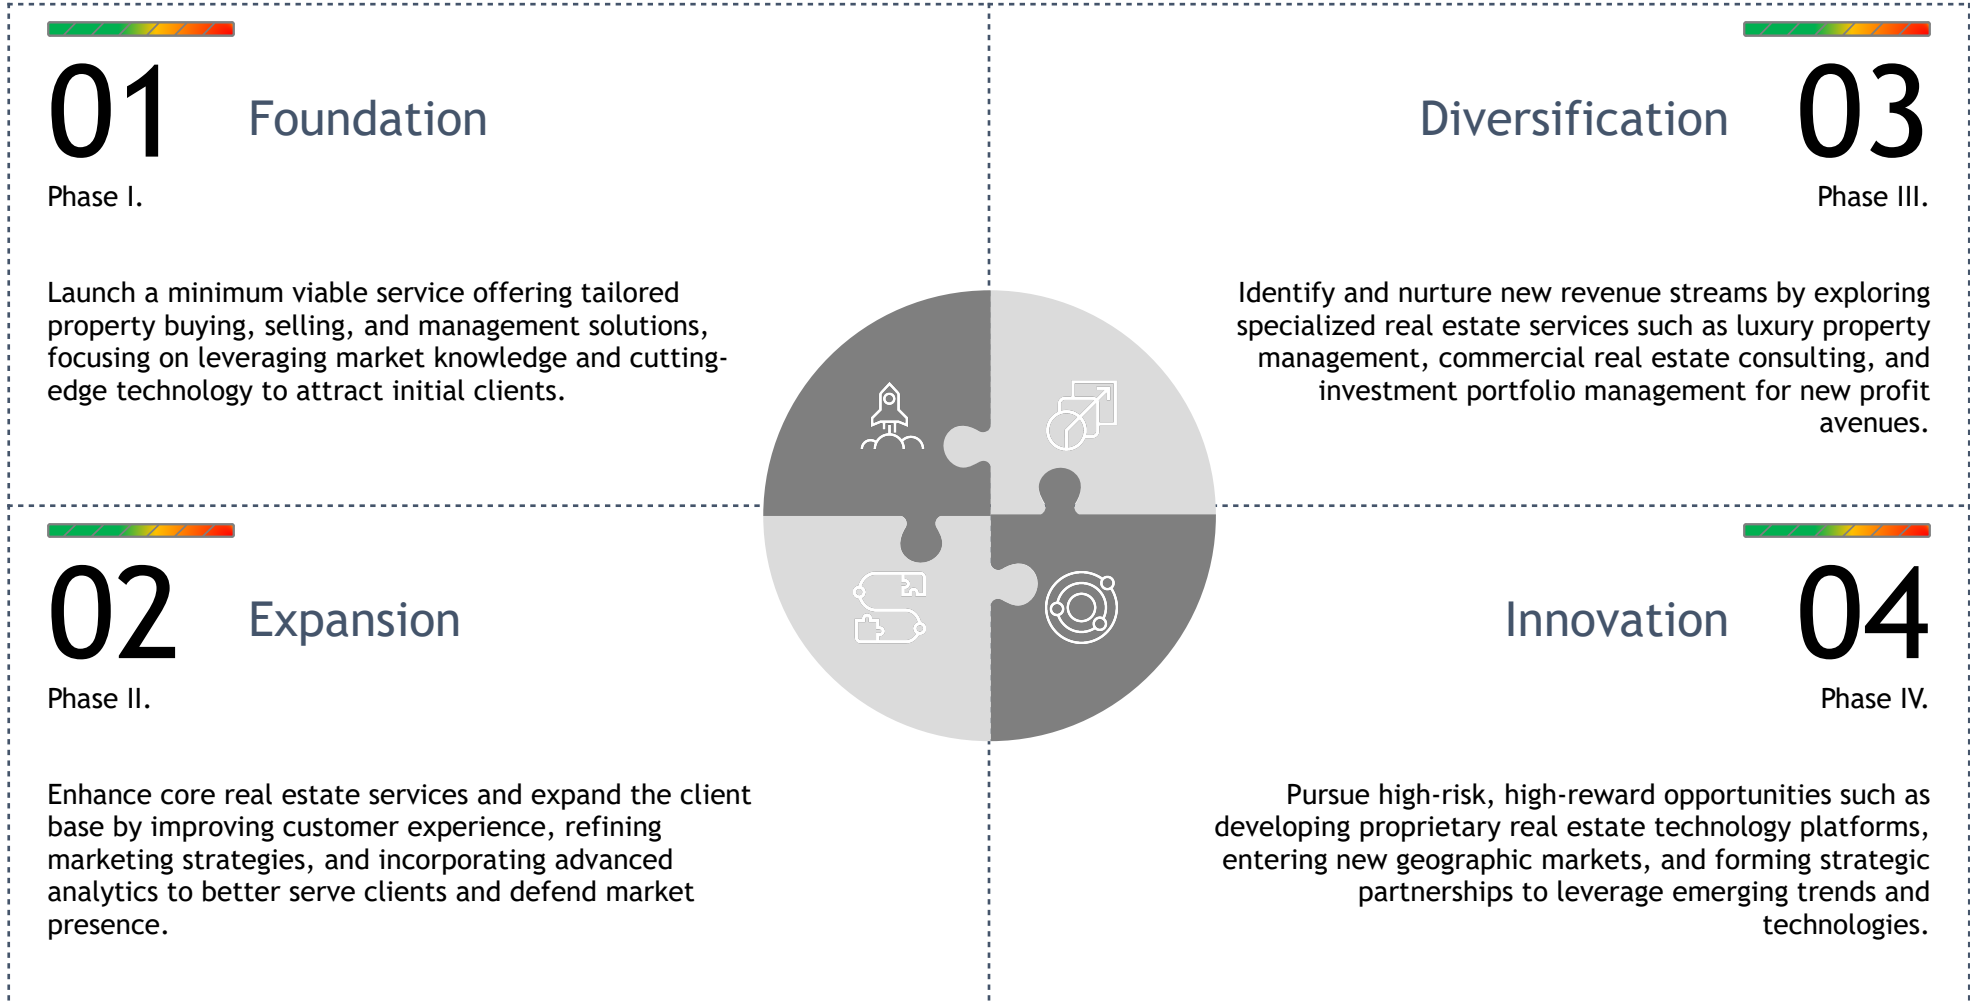 01
Foundation
Phase I.
Launch a minimum viable service offering tailored
property buying, selling, and management solutions,
focusing on leveraging market knowledge and cutting-
edge technology to attract initial clients.
02
Expansion
Phase II.
Enhance core real estate services and expand the client
base by improving customer experience, refining
marketing strategies, and incorporating advanced
analytics to better serve clients and defend market
presence.
Diversification
03
Phase III.
Identify and nurture new revenue streams by exploring
specialized real estate services such as luxury property
management, commercial real estate consulting, and
investment portfolio management for new profit
avenues.
Innovation
04
Phase IV.
Pursue high-risk, high-reward opportunities such as
developing proprietary real estate technology platforms,
entering new geographic markets, and forming strategic
partnerships to leverage emerging trends and
technologies.